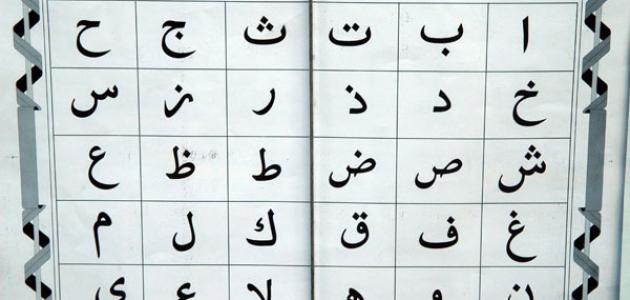 ا ب ت ث ج ح
خ د ذ ر ز س
ش ص ض ط ظ ع
غ ف ق ك ل م
ن و ه لا ء ي